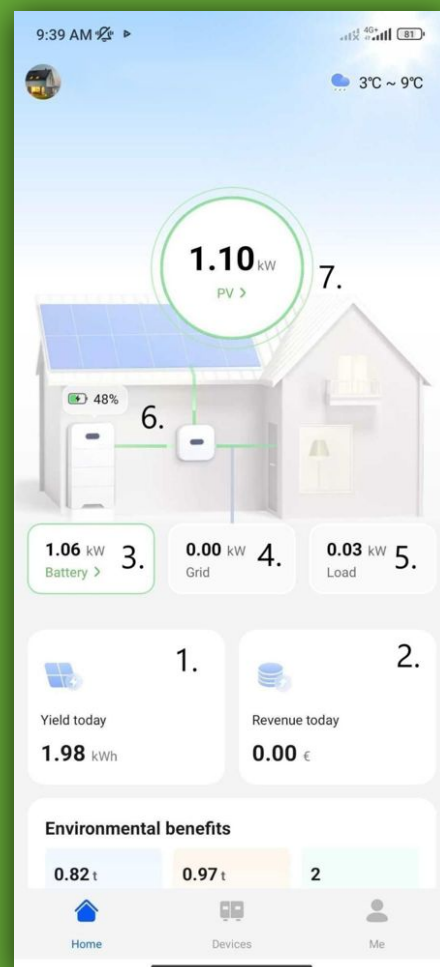 9:39 AM
4G+
81
3℃ ~ 9℃
1.10 kW
PV >
7.
48%
6.
1.06 kW
Battery >
3.
0.00 kW
Grid
4.
0.03 kW
Load
5.
1.
Yield today
1.98 kWh
2.
Revenue today
0.00 €
Environmental benefits
0.82 t
0.97 t
2
Home
Devices
Me